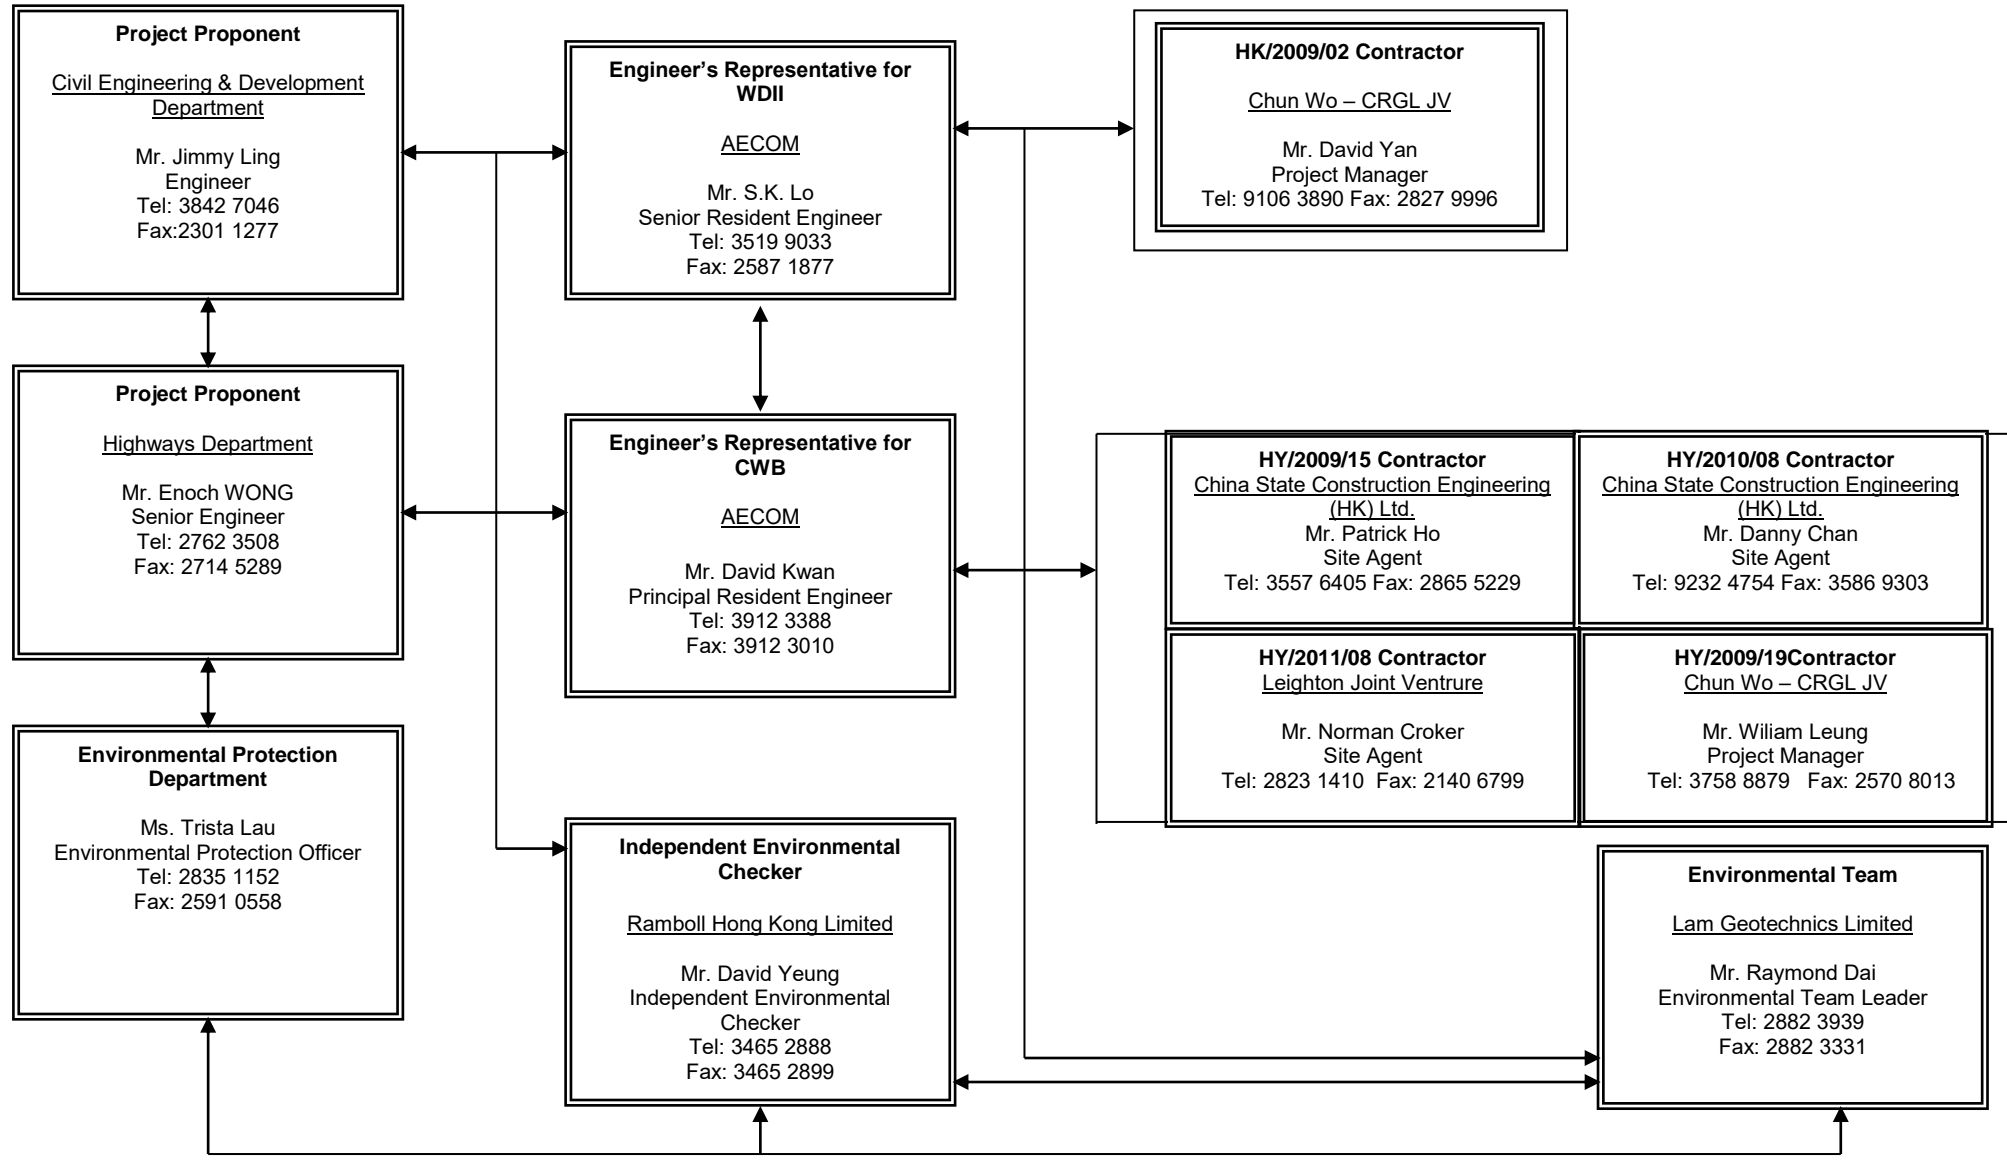 Project Proponent
Civil Engineering & Development
Department
Mr. Jimmy Ling
Engineer
Tel: 3842 7046
Fax:2301 1277
Engineer's Representative for
WDII
AECOM
Mr. S.K. Lo
Senior Resident Engineer
Tel: 3519 9033
Fax: 2587 1877
HK/2009/02 Contractor
Chun Wo – CRGL JV
Mr. David Yan
Project Manager
Tel: 9106 3890 Fax: 2827 9996
Project Proponent
Highways Department
Mr. Enoch WONG
Senior Engineer
Tel: 2762 3508
Fax: 2714 5289
Engineer's Representative for
CWB
AECOM
Mr. David Kwan
Principal Resident Engineer
Tel: 3912 3388
Fax: 3912 3010
HY/2009/15 Contractor
China State Construction Engineering
(HK) Ltd.
Mr. Patrick Ho
Site Agent
Tel: 3557 6405 Fax: 2865 5229
HY/2010/08 Contractor
China State Construction Engineering
(HK) Ltd.
Mr. Danny Chan
Site Agent
Tel: 9232 4754 Fax: 3586 9303
HY/2011/08 Contractor
Leighton Joint Ventrure
Mr. Norman Croker
Site Agent
Tel: 2823 1410 Fax: 2140 6799
HY/2009/19Contractor
Chun Wo – CRGL JV
Mr. Wiliam Leung
Project Manager
Tel: 3758 8879 Fax: 2570 8013
Environmental Protection
Department
Ms. Trista Lau
Environmental Protection Officer
Tel: 2835 1152
Fax: 2591 0558
Independent Environmental
Checker
Ramboll Hong Kong Limited
Mr. David Yeung
Independent Environmental
Checker
Tel: 3465 2888
Fax: 3465 2899
Environmental Team
Lam Geotechnics Limited
Mr. Raymond Dai
Environmental Team Leader
Tel: 2882 3939
Fax: 2882 3331